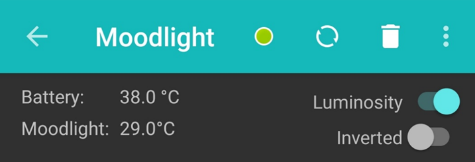 Moodlight
Battery: 38.0 °C
Moodlight: 29.0°C
Luminosity
Inverted